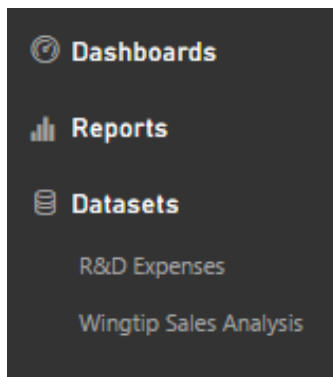 Dashboards
Reports
Datasets
R&D Expenses
Wingtip Sales Analysis